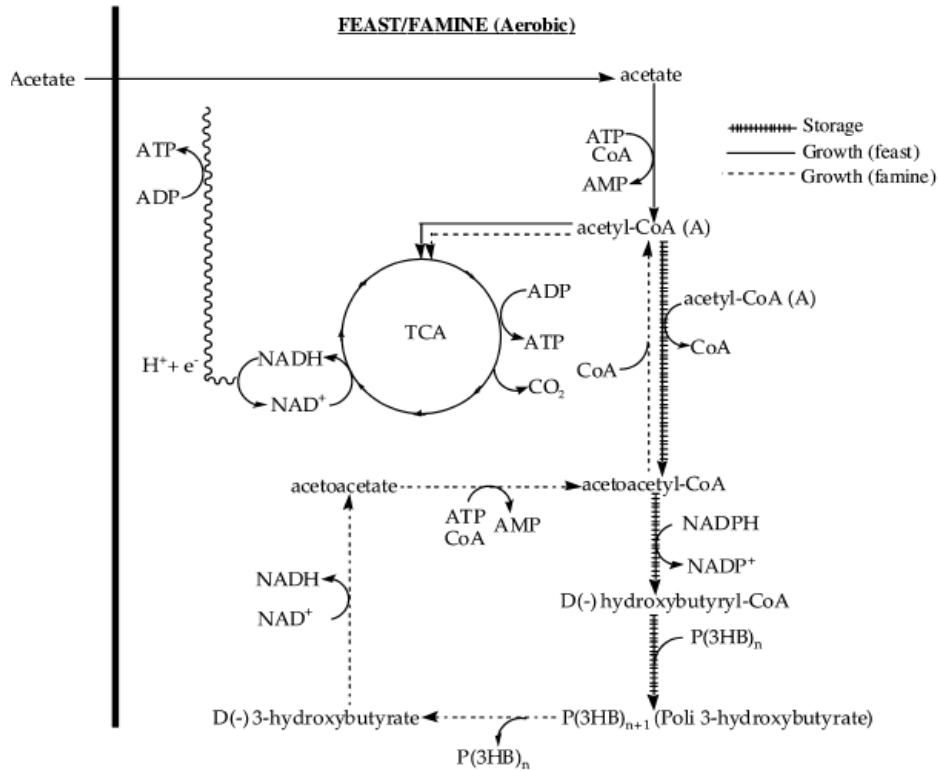 FEAST/FAMINE (Aerobic)
Acetate
acetate
Storage
Growth (feast)
Growth (famine)
ATP
ADP
ATP
CoA
AMP
acetyl-CoA (A)
TCA
ADP
ATP
CO₂
acetyl-CoA (A)
CoA
CoA
H⁺+ e⁻
NADH
NAD⁺
acetoacetate
acetoacetyl-CoA
ATP
CoA
AMP
NADPH
NADP⁺
NADH
NAD⁺
D(-) hydroxybutyryl-CoA
P(3HB)ₙ
D(-) 3-hydroxybutyrate
P(3HB)ₙ₊₁ (Poli 3-hydroxybutyrate)
P(3HB)ₙ